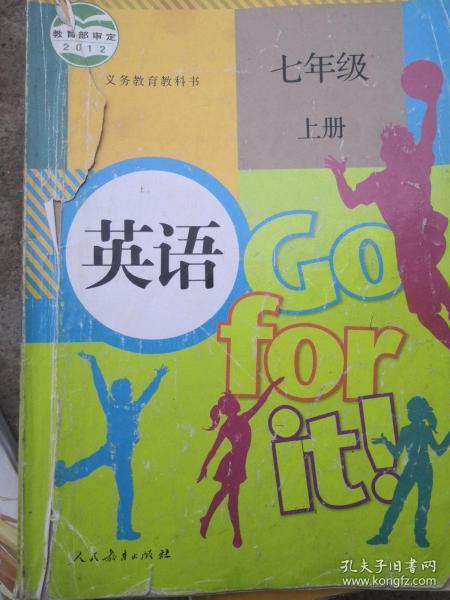 教育部审定
2012
义务教育教科书
七年级
上册
上
英语
Go
for
it!
人民教育出版社
孔夫子旧书网
www.kongfz.com